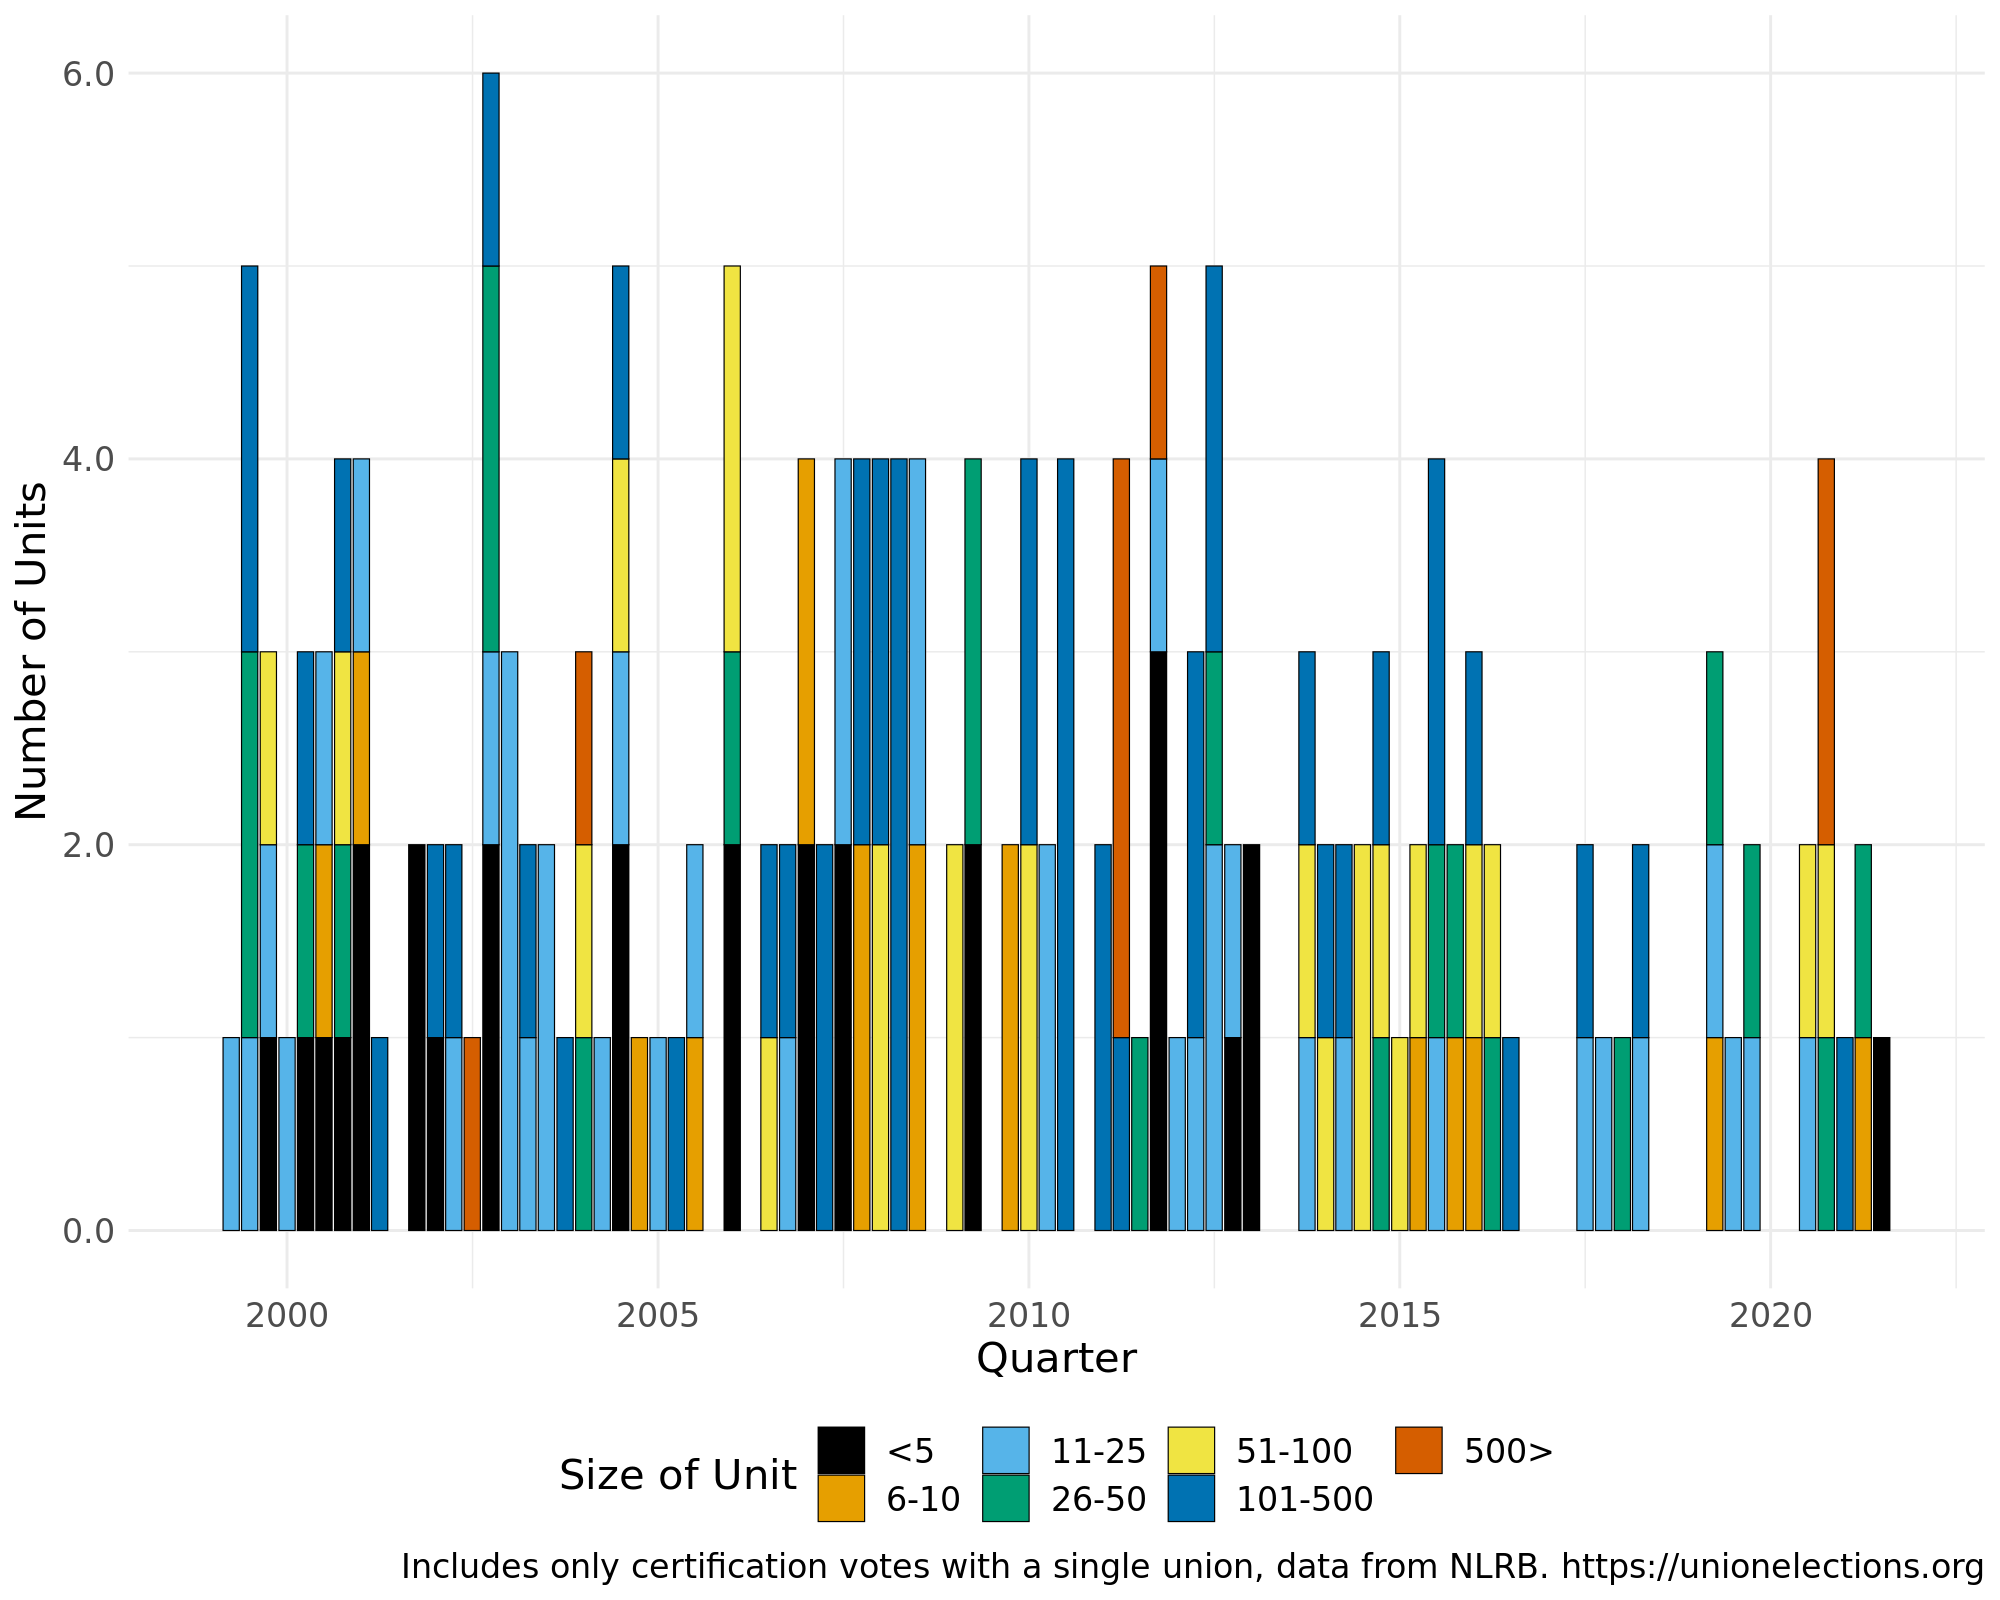 6.0
4.0
2.0
0.0
Number of Units
2000 2005 2010 2015 2020
Quarter
Size of Unit
<5 11-25 51-100 500>
6-10 26-50 101-500
Includes only certification votes with a single union, data from NLRB. https://unionelections.org